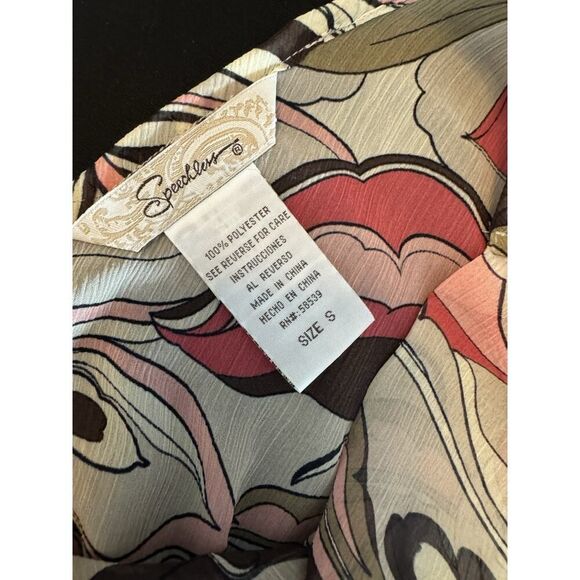 Speechless ®
100% POLYESTER
SEE REVERSE FOR CARE
INSTRUCCIONES
AL REVERSO
MADE IN CHINA
HECHO EN CHINA
RN#:58539
SIZE S